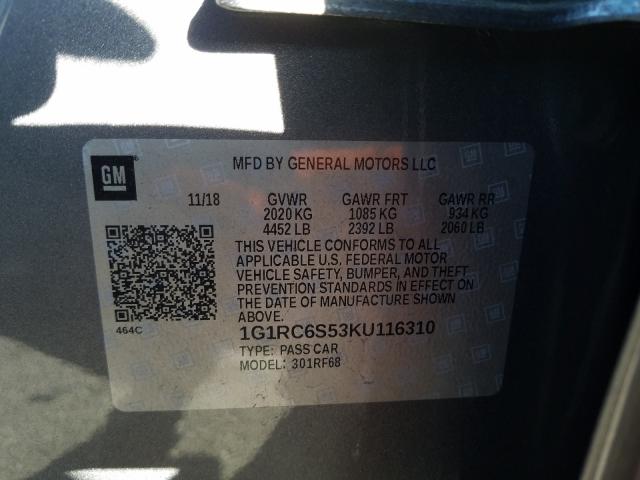 MFD BY GENERAL MOTORS LLC
GM
11/18 GVWR GAWR FRT GAWR RR
2020 KG 1085 KG 934 KG
4452 LB 2392 LB 2060 LB
THIS VEHICLE CONFORMS TO ALL
APPLICABLE U.S. FEDERAL MOTOR
VEHICLE SAFETY, BUMPER, AND THEFT
PREVENTION STANDARDS IN EFFECT ON
THE DATE OF MANUFACTURE SHOWN
ABOVE.
464C
1G1RC6S53KU116310
TYPE: PASS CAR
MODEL: 301RF68